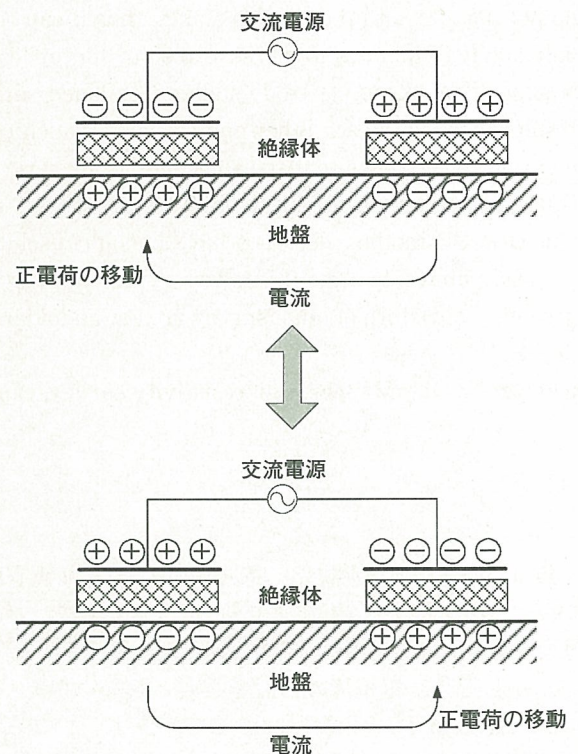 交流電源
絶縁体
地盤
正電荷の移動
電流
交流電源
絶縁体
地盤
正電荷の移動
電流